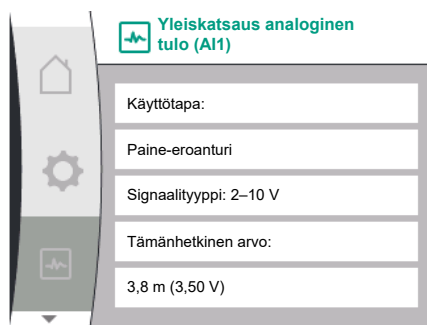 Yleiskatsaus analoginen
tulo (AI1)
Käyttötapa:
Paine-eroanturi
Signaalityyppi: 2–10 V
Tämänhetkinen arvo:
3,8 m (3,50 V)